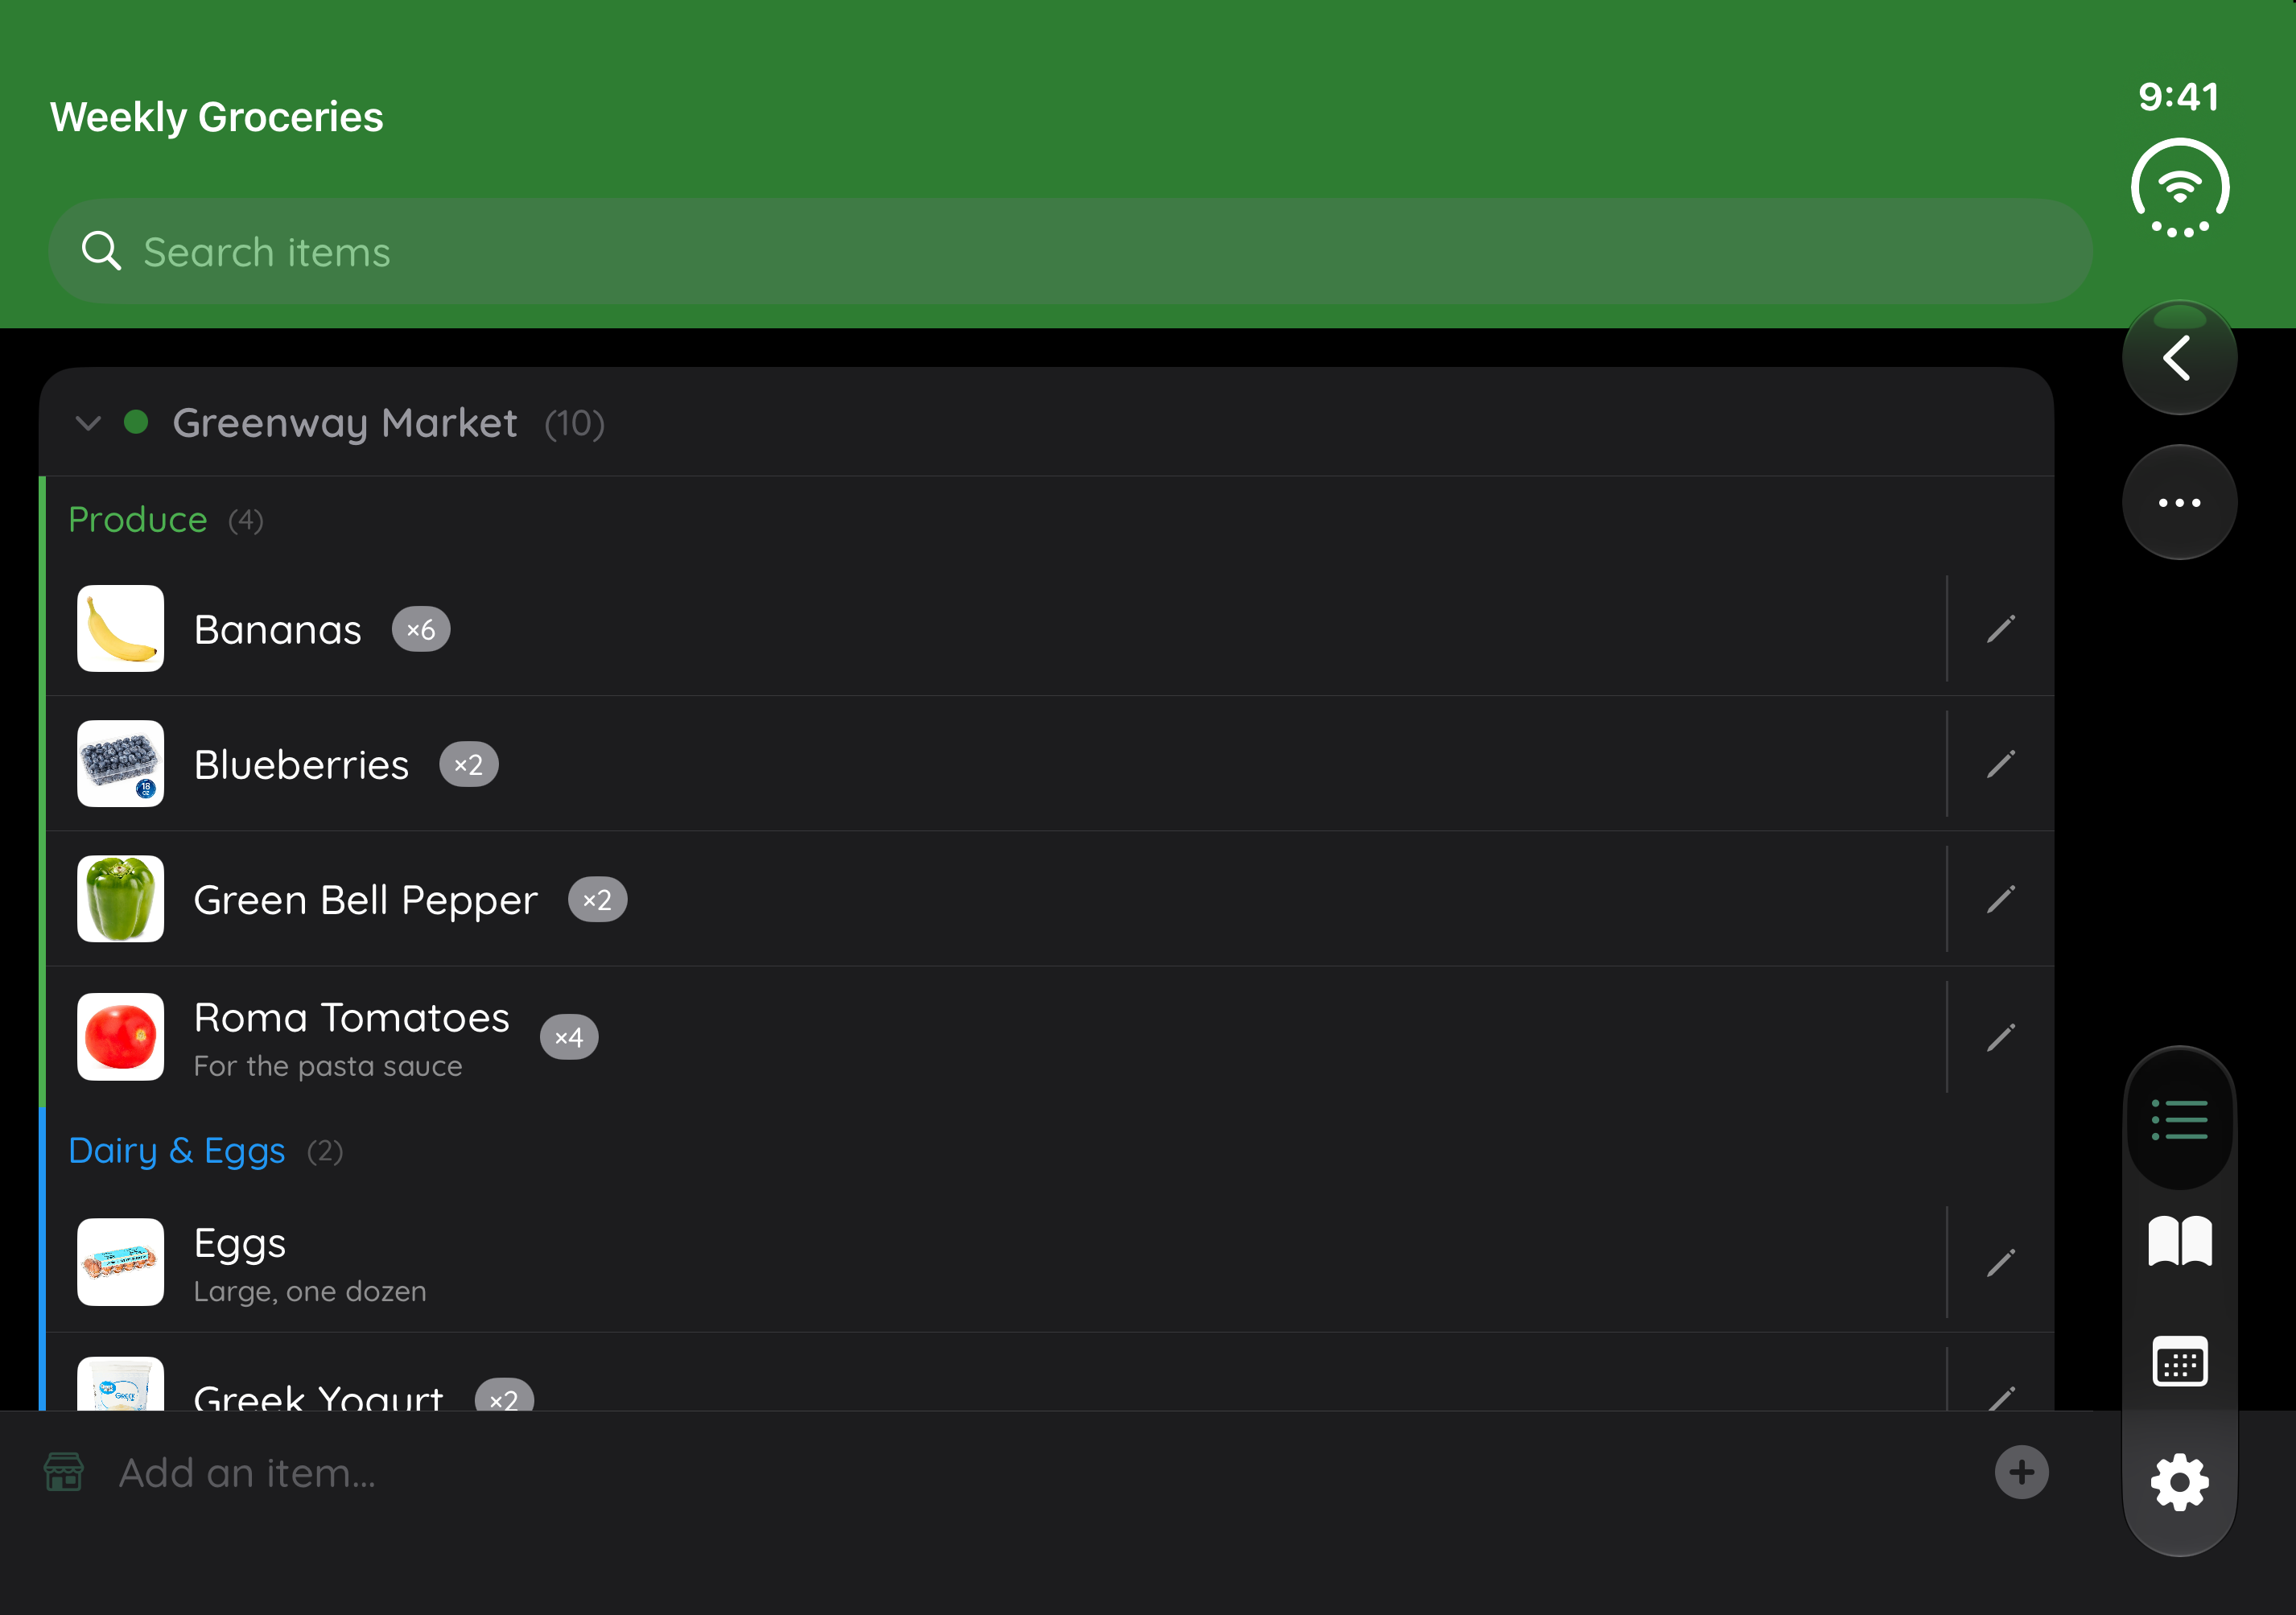 Weekly Groceries
9:41
Search items
Greenway Market (10)
Produce (4)
Bananas ×6
Blueberries ×2
18
oz
Green Bell Pepper ×2
Roma Tomatoes ×4
For the pasta sauce
Dairy & Eggs (2)
Eggs
Large, one dozen
Greek Yogurt ×2
Add an item...